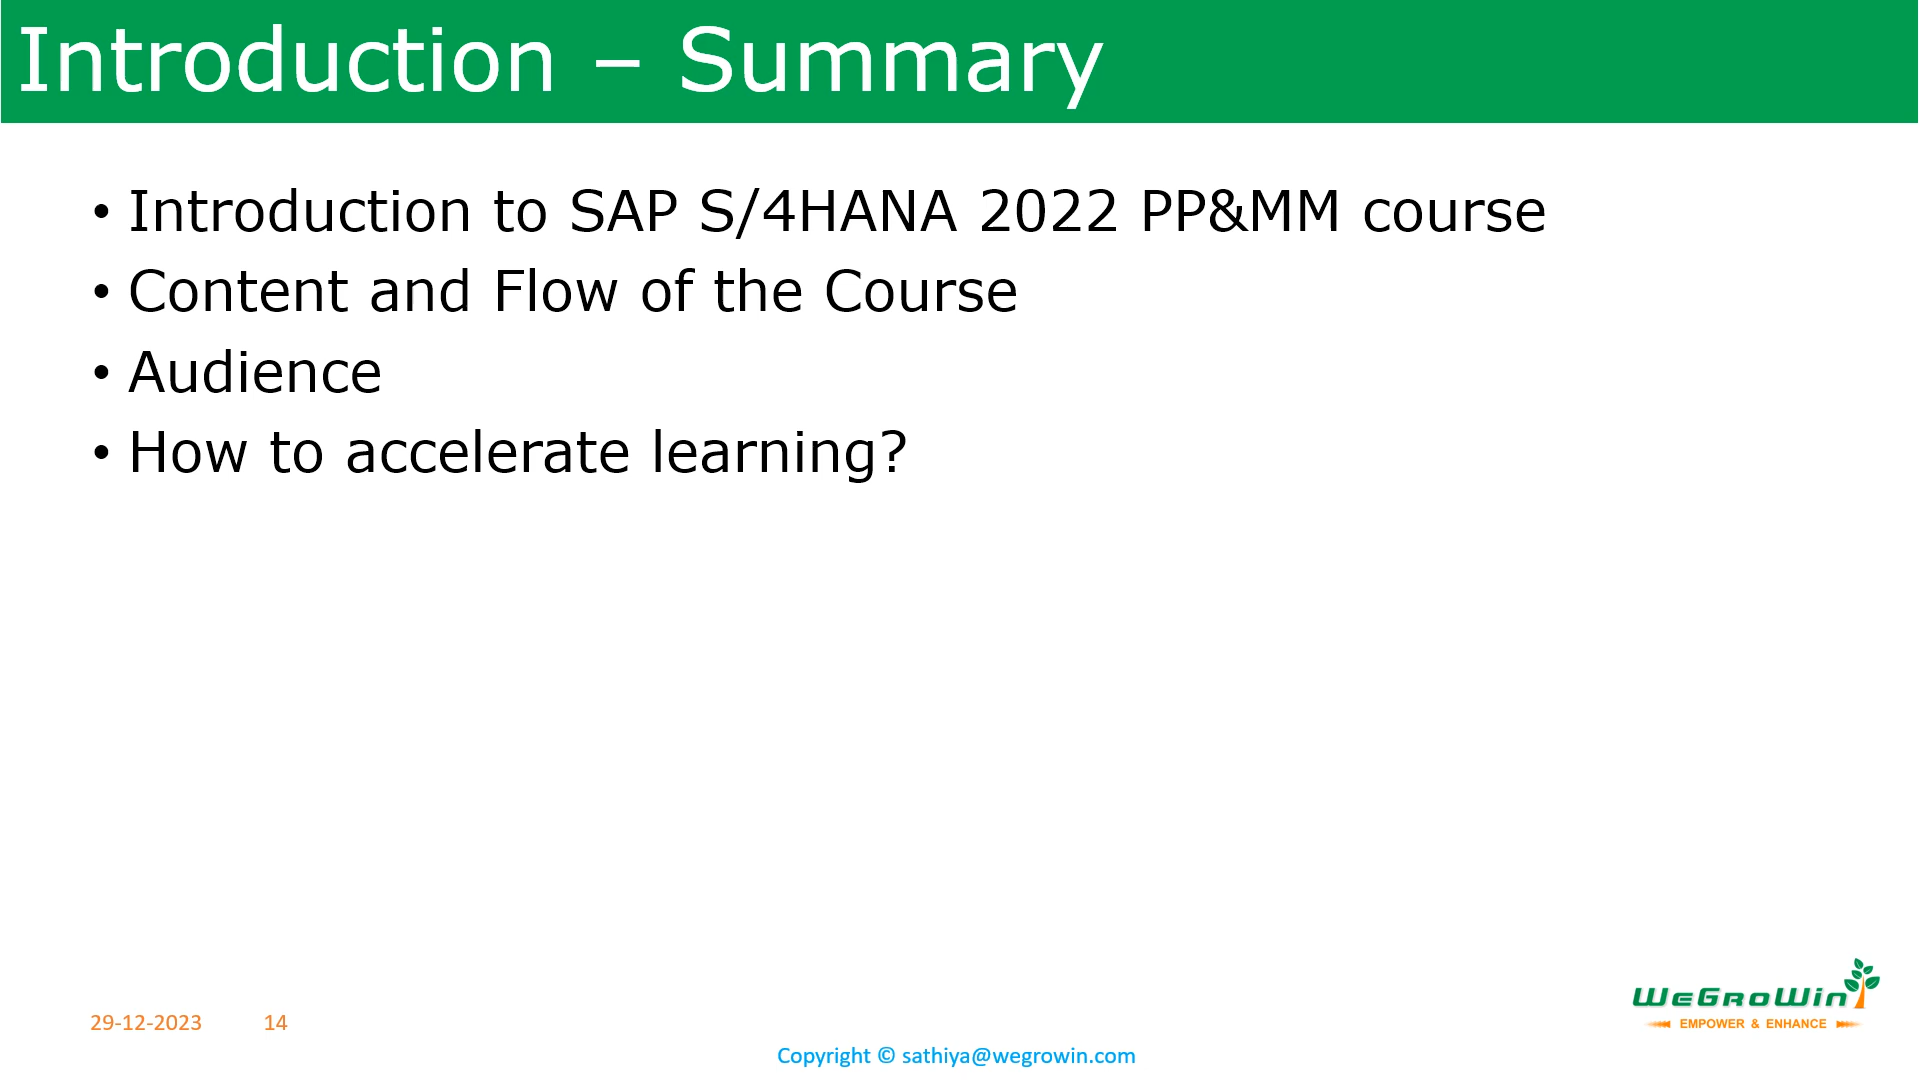 Introduction – Summary
• Introduction to SAP S/4HANA 2022 PP&MM course
• Content and Flow of the Course
• Audience
• How to accelerate learning?
WeGroWin
EMPOWER & ENHANCE
29-12-2023 14
Copyright © sathiya@wegrowin.com